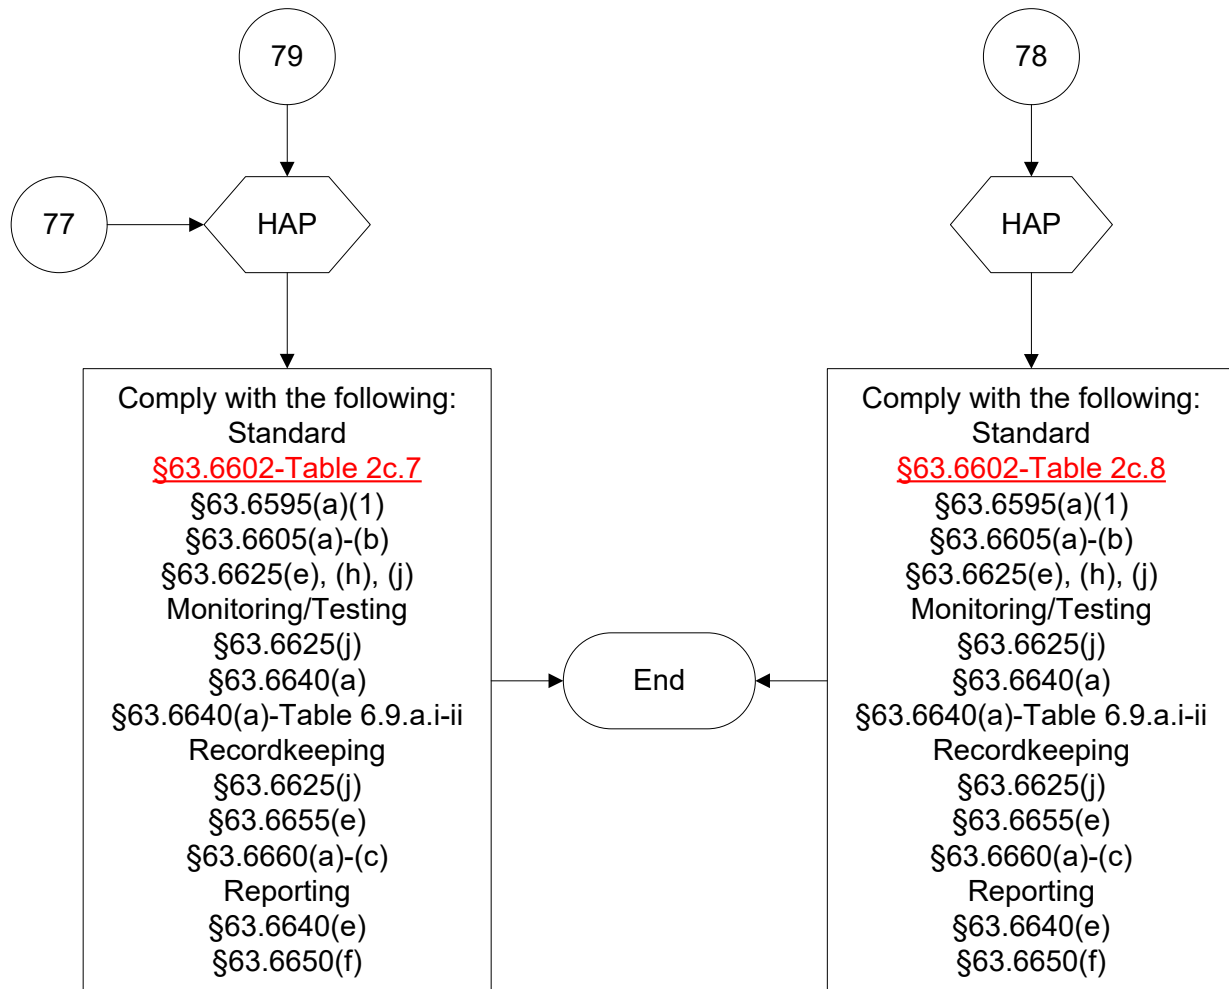 79
78
77
HAP
HAP
Comply with the following:
Standard
§63.6602-Table 2c.7
§63.6595(a)(1)
§63.6605(a)-(b)
§63.6625(e), (h), (j)
Monitoring/Testing
§63.6625(j)
§63.6640(a)
§63.6640(a)-Table 6.9.a.i-ii
Recordkeeping
§63.6625(j)
§63.6655(e)
§63.6660(a)-(c)
Reporting
§63.6640(e)
§63.6650(f)
End
Comply with the following:
Standard
§63.6602-Table 2c.8
§63.6595(a)(1)
§63.6605(a)-(b)
§63.6625(e), (h), (j)
Monitoring/Testing
§63.6625(j)
§63.6640(a)
§63.6640(a)-Table 6.9.a.i-ii
Recordkeeping
§63.6625(j)
§63.6655(e)
§63.6660(a)-(c)
Reporting
§63.6640(e)
§63.6650(f)